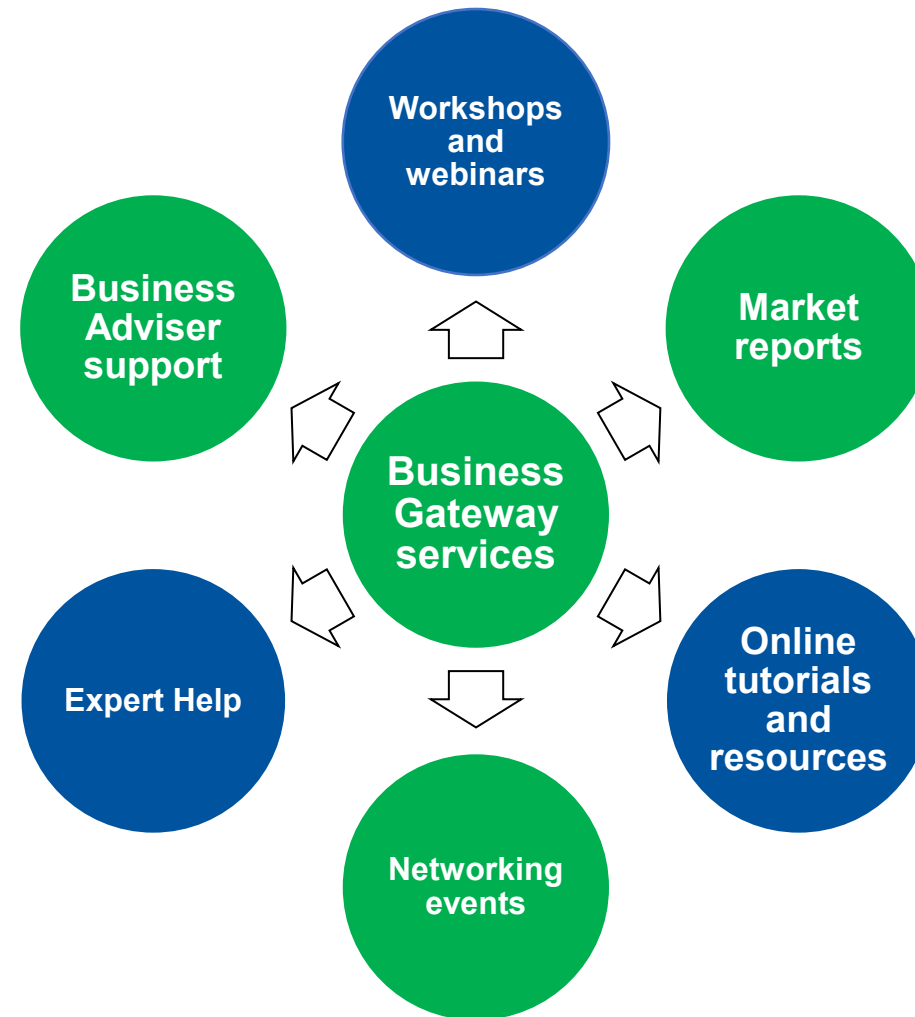 Workshops
and
webinars
Business
Adviser
support
Market
reports
Business
Gateway
services
Expert Help
Online
tutorials
and
resources
Networking
events